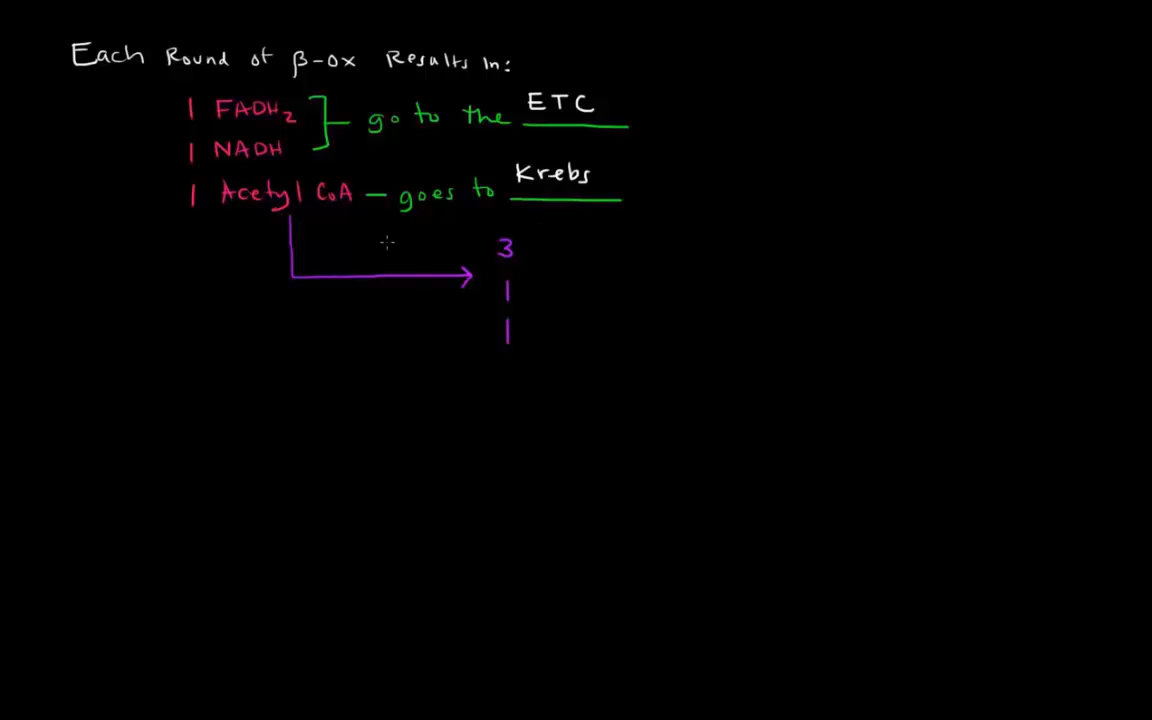 Each Round of β-ox Results in:
1 FADH₂ go to the ETC
1 NADH
1 Acetyl CoA — goes to Krebs
3
1
1